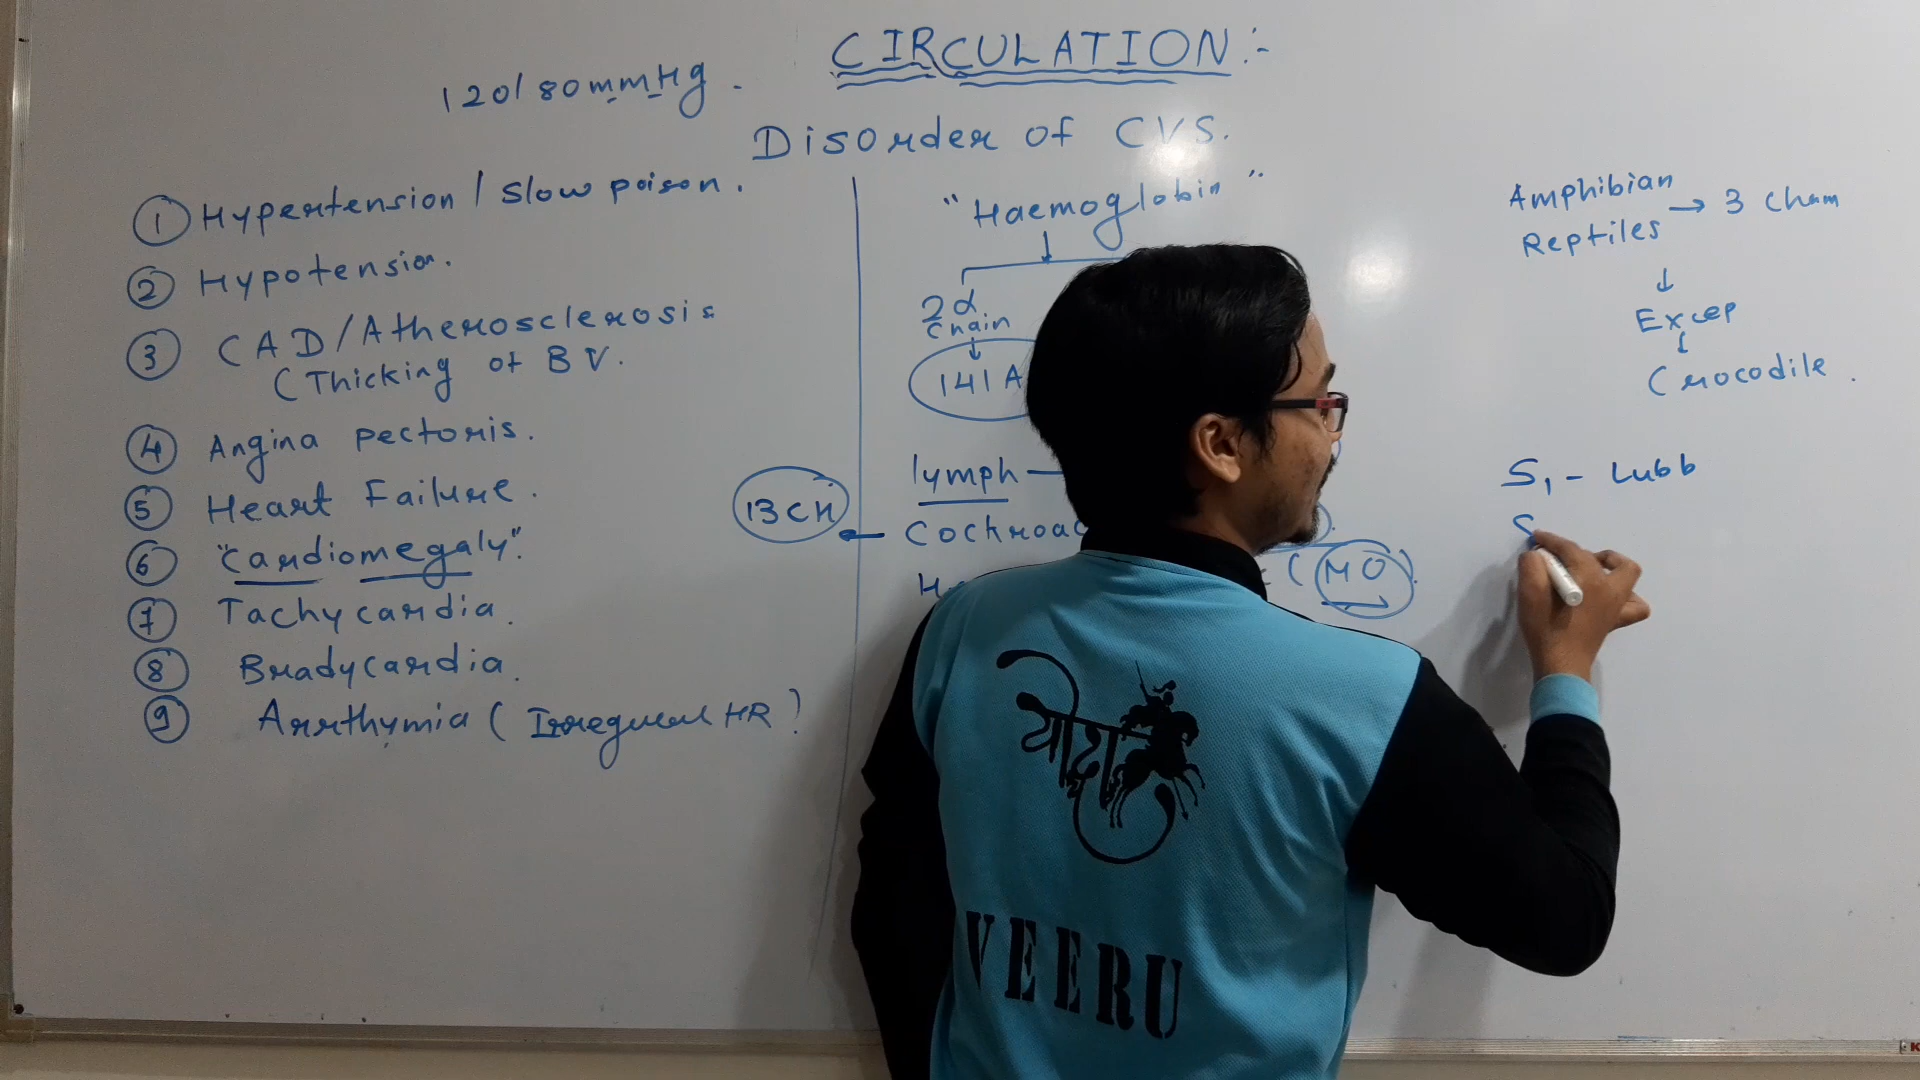 CIRCULATION :-
120/80mmHg.
Disorder of CVS.
① Hypertension / Slow poison.
② Hypotension.
③ CAD/Atherosclerosis
(Thicking of BV.
④ Angina pectoris.
⑤ Heart Failure.
⑥ "Cardiomegaly".
⑦ Tachycardia.
⑧ Bradycardia.
⑨ Arrthymia (Irregular HR)
"Haemoglobin"
2α
chain
141 A
lymph
13 CH
Cockroac
(MO).
Amphibian
Reptiles → 3 Cham
Excep
Crocodile.
S₁ - Lubb
S
योद्धा
VEERU
K